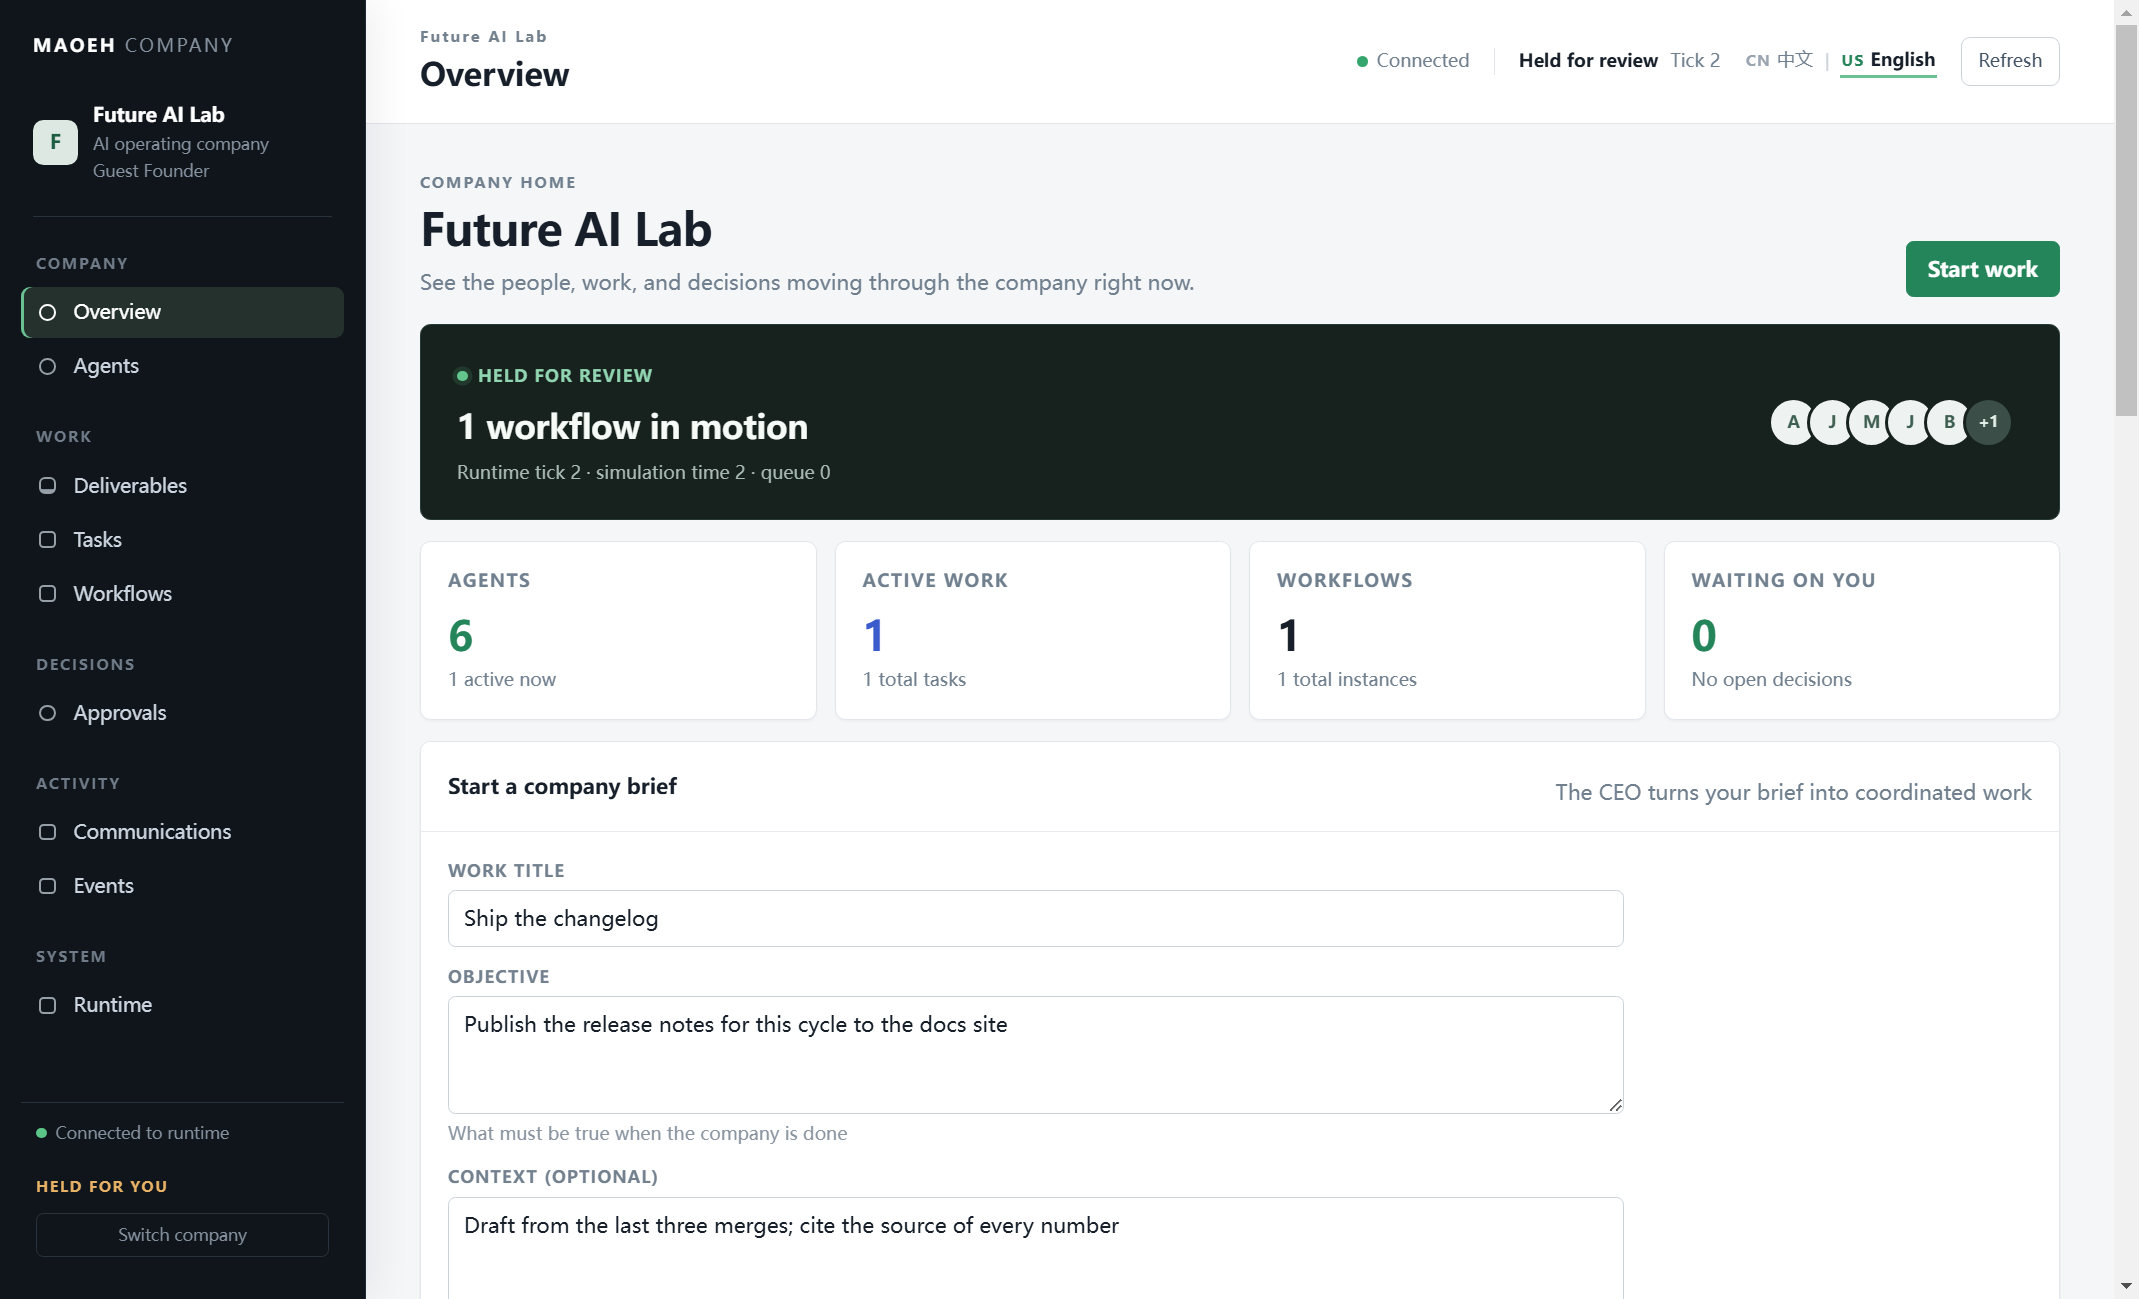 MAOEH COMPANY
F
Future AI Lab
AI operating company
Guest Founder
COMPANY
Overview
Agents
WORK
Deliverables
Tasks
Workflows
DECISIONS
Approvals
ACTIVITY
Communications
Events
SYSTEM
Runtime
Connected to runtime
HELD FOR YOU
Switch company
Future AI Lab
Overview
Connected
Held for review Tick 2
CN 中文 | US English
Refresh
COMPANY HOME
Future AI Lab
See the people, work, and decisions moving through the company right now.
Start work
HELD FOR REVIEW
1 workflow in motion
Runtime tick 2 · simulation time 2 · queue 0
A J M J B +1
AGENTS
6
1 active now
ACTIVE WORK
1
1 total tasks
WORKFLOWS
1
1 total instances
WAITING ON YOU
0
No open decisions
Start a company brief
The CEO turns your brief into coordinated work
WORK TITLE
Ship the changelog
OBJECTIVE
Publish the release notes for this cycle to the docs site
What must be true when the company is done
CONTEXT (OPTIONAL)
Draft from the last three merges; cite the source of every number